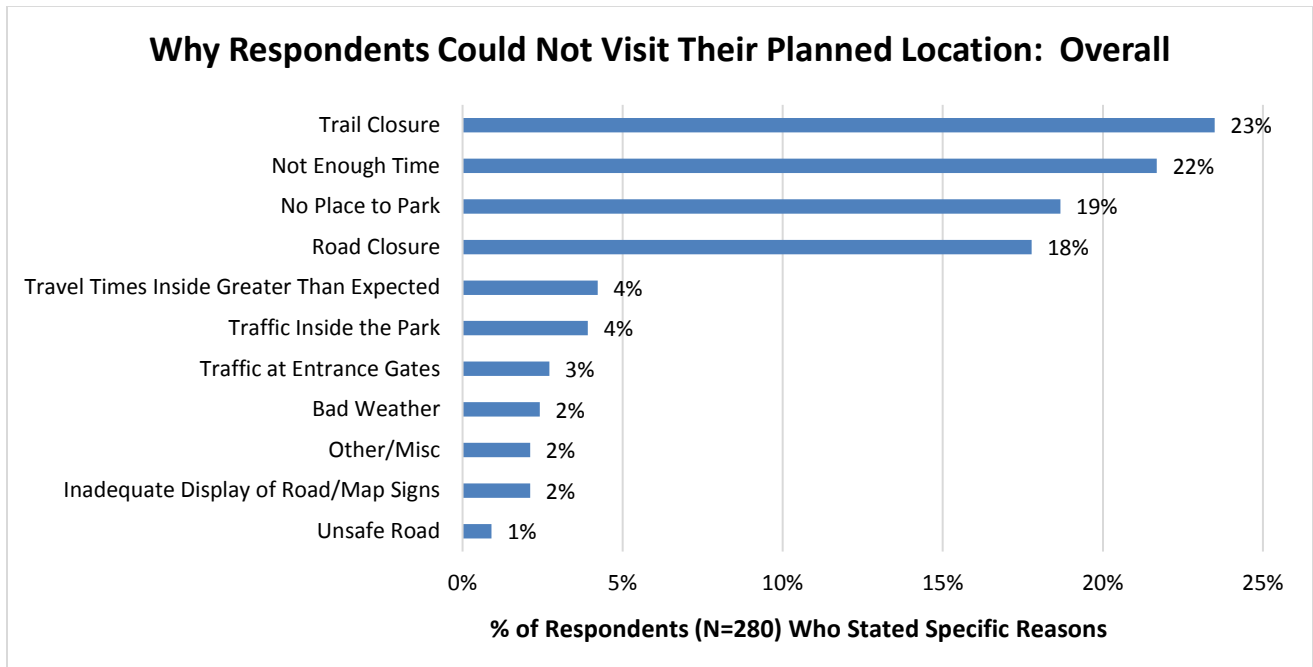 Why Respondents Could Not Visit Their Planned Location:  Overall
Trail Closure 23%
Not Enough Time 22%
No Place to Park 19%
Road Closure 18%
Travel Times Inside Greater Than Expected 4%
Traffic Inside the Park 4%
Traffic at Entrance Gates 3%
Bad Weather 2%
Other/Misc 2%
Inadequate Display of Road/Map Signs 2%
Unsafe Road 1%
0% 5% 10% 15% 20% 25%
% of Respondents (N=280) Who Stated Specific Reasons